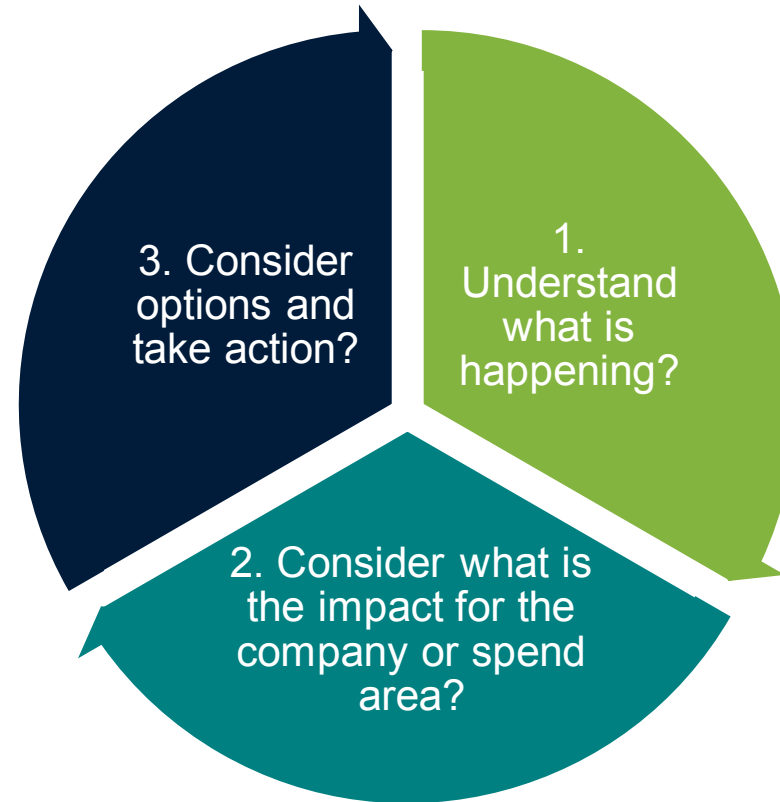 1.
Understand
what is
happening?
2. Consider what is
the impact for the
company or spend
area?
3. Consider
options and
take action?